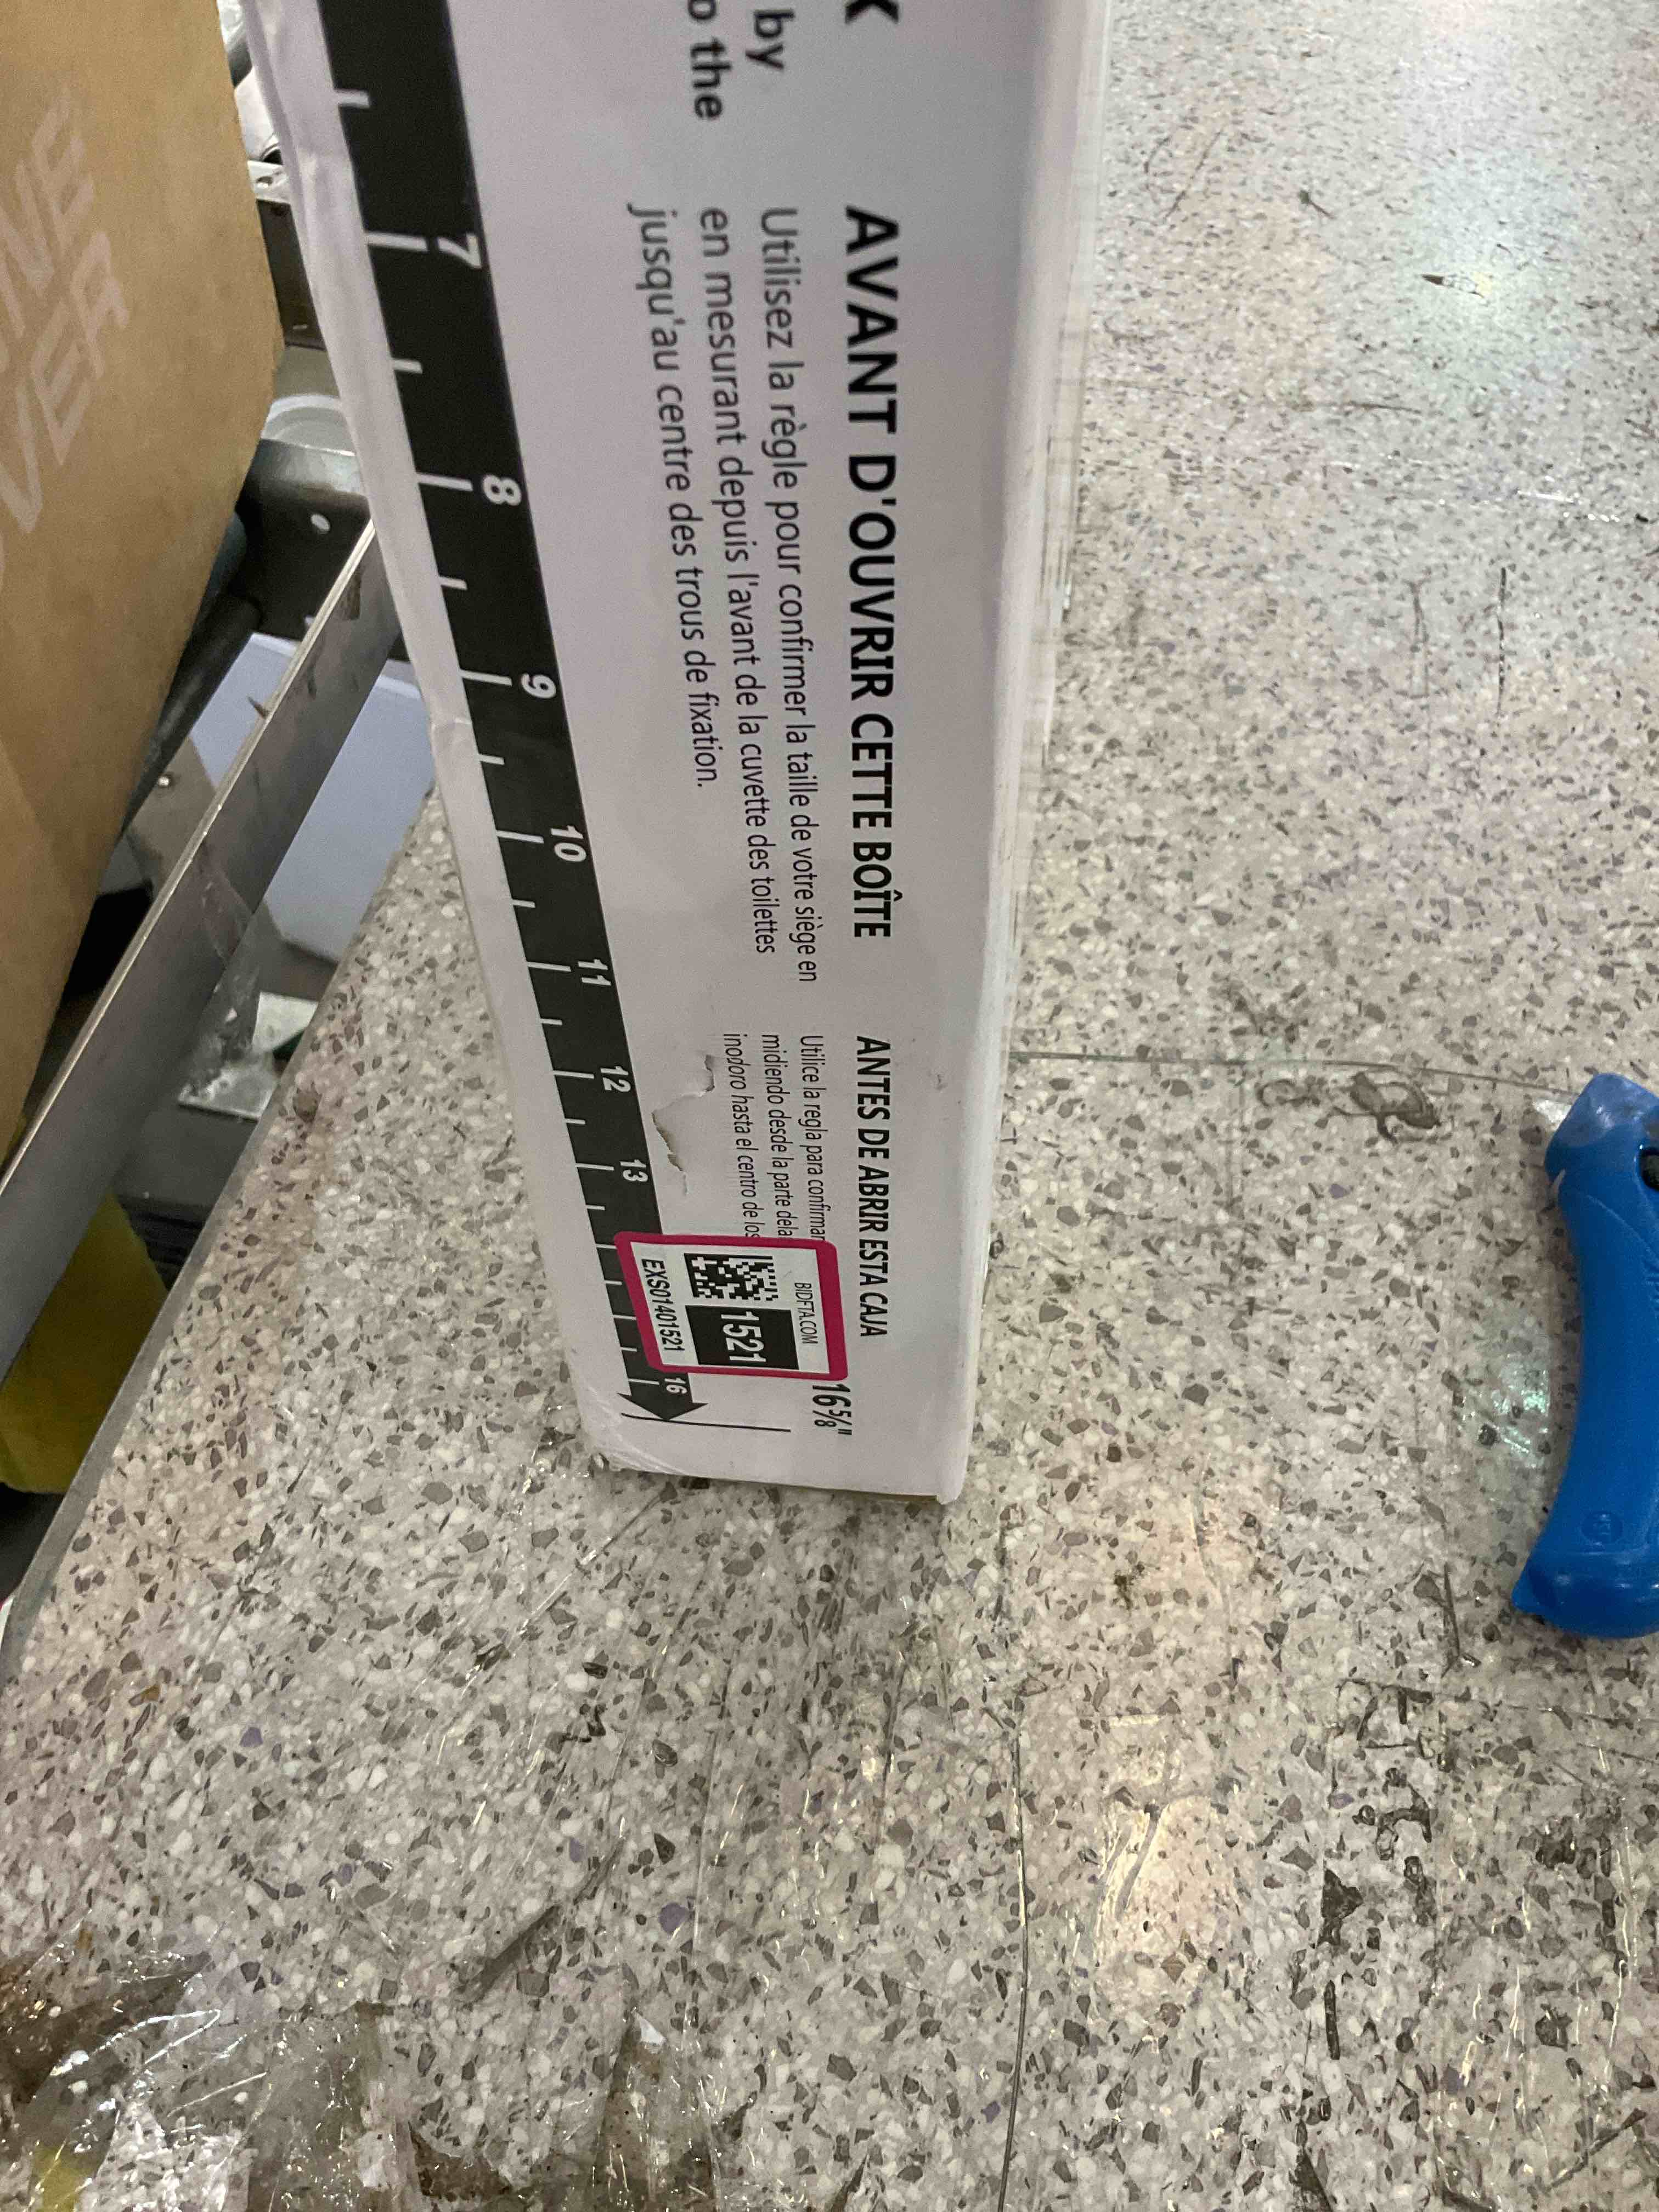 K
by
o the
AVANT D'OUVRIR CETTE BOÎTE
Utilisez la règle pour confirmer la taille de votre siège en
en mesurant depuis l'avant de la cuvette des toilettes
jusqu'au centre des trous de fixation.
ANTES DE ABRIR ESTA CAJA
Utilice la regla para confirmar
midiendo desde la parte dela
inodoro hasta el centro de los
7
8
9
10
11
12
13
16
16⅝"
BIDFTA.COM
1521
EXS01401521
NE
VER